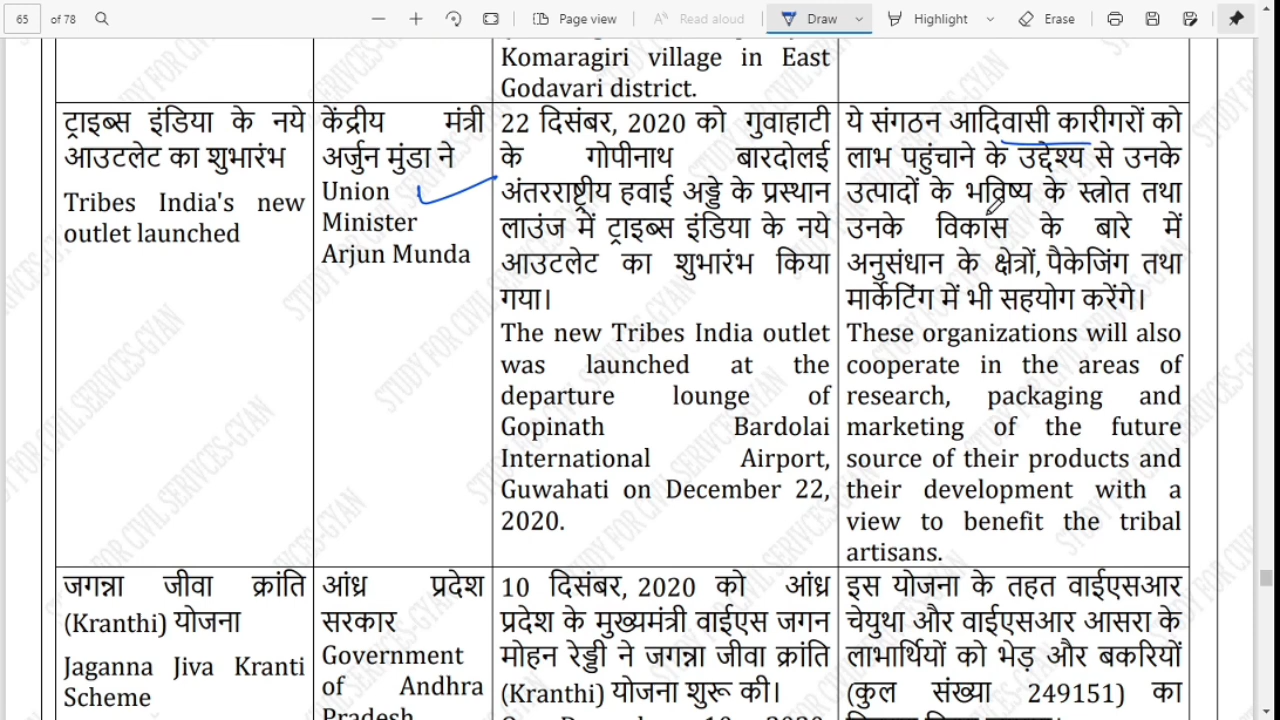 65 of 78 Page view Read aloud Draw Highlight Erase
Komaragiri village in East
Godavari district.
ट्राइब्स इंडिया के नये
आउटलेट का शुभारंभ
Tribes India's new
outlet launched
केंद्रीय मंत्री
अर्जुन मुंडा ने
Union
Minister
Arjun Munda
22 दिसंबर, 2020 को गुवाहाटी
के गोपीनाथ बारदोलई
अंतरराष्ट्रीय हवाई अड्डे के प्रस्थान
लाउंज में ट्राइब्स इंडिया के नये
आउटलेट का शुभारंभ किया
गया।
The new Tribes India outlet
was launched at the
departure lounge of
Gopinath Bardolai
International Airport,
Guwahati on December 22,
2020.
ये संगठन आदिवासी कारीगरों को
लाभ पहुंचाने के उद्देश्य से उनके
उत्पादों के भविष्य के स्त्रोत तथा
उनके विकास के बारे में
अनुसंधान के क्षेत्रों, पैकेजिंग तथा
मार्केटिंग में भी सहयोग करेंगे।
These organizations will also
cooperate in the areas of
research, packaging and
marketing of the future
source of their products and
their development with a
view to benefit the tribal
artisans.
जगन्ना जीवा क्रांति
(Kranthi) योजना
Jaganna Jiva Kranti
Scheme
आंध्र प्रदेश
सरकार
Government
of Andhra
Pradesh
10 दिसंबर, 2020 को आंध्र
प्रदेश के मुख्यमंत्री वाईएस जगन
मोहन रेड्डी ने जगन्ना जीवा क्रांति
(Kranthi) योजना शुरू की।
इस योजना के तहत वाईएसआर
चेयुथा और वाईएसआर आसरा के
लाभार्थियों को भेड़ और बकरियों
(कुल संख्या 249151) का
STUDY FOR CIVIL SERIVCES-GYAN